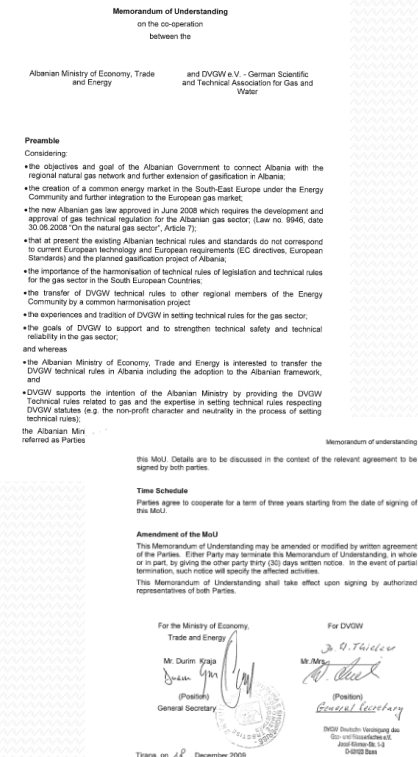 Memorandum of Understanding
on the co-operation
between the
Albanian Ministry of Economy, Trade
and Energy
and DVGW e.V. - German Scientific
and Technical Association for Gas and
Water
Preamble
Considering:
•the objectives and goal of the Albanian Government to connect Albania with the
regional natural gas network and further extension of gasification in Albania;
•the creation of a common energy market in the South-East Europe under the Energy
Community and further integration to the European gas market;
•the new Albanian gas law approved in June 2008 which requires the development and
approval of gas technical regulation for the Albanian gas sector; (Law no. 9946, date
30.06.2008 "On the natural gas sector", Article 7);
•that at present the existing Albanian technical rules and standards do not correspond
to current European technology and European requirements (EC directives, European
Standards) and the planned gasification project of Albania;
•the importance of the harmonisation of technical rules of legislation and technical rules
for the gas sector in the South European Countries;
•the transfer of DVGW technical rules to other regional members of the Energy
Community by a common harmonisation project
•the experiences and tradition of DVGW in setting technical rules for the gas sector;
•the goals of DVGW to support and to strengthen technical safety and technical
reliability in the gas sector;
and whereas
•the Albanian Ministry of Economy, Trade and Energy is interested to transfer the
DVGW technical rules in Albania including the adoption to the Albanian framework,
and
•DVGW supports the intention of the Albanian Ministry by providing the DVGW
Technical rules related to gas and the expertise in setting technical rules respecting
DVGW statutes (e.g. the non-profit character and neutrality in the process of setting
technical rules);
the Albanian Min
referred as Parties
Memorandum of understanding
this MoU. Details are to be discussed in the context of the relevant agreement to be
signed by both parties.
Time Schedule
Parties agree to cooperate for a term of three years starting from the date of signing of
this MoU.
Amendment of the MoU
This Memorandum of Understanding may be amended or modified by written agreement
of the Parties. Either Party may terminate this Memorandum of Understanding, in whole
or in part, by giving the other party thirty (30) days written notice. In the event of partial
termination, such notice will specify the affected activities.
This Memorandum of Understanding shall take effect upon signing by authorized
representatives of both Parties.
For the Ministry of Economy,
Trade and Energy
For DVGW
Mr. Durim Kraja
Mr./Mrs.
(Position)
General Secretary
(Position)
General Secretary
DVGW Deutsche Vereinigung des
Gas- und Wasserfaches e.V.
Josef-Wirmer-Str. 1-3
D-53123 Bonn
Tirana, on 18 December 2009